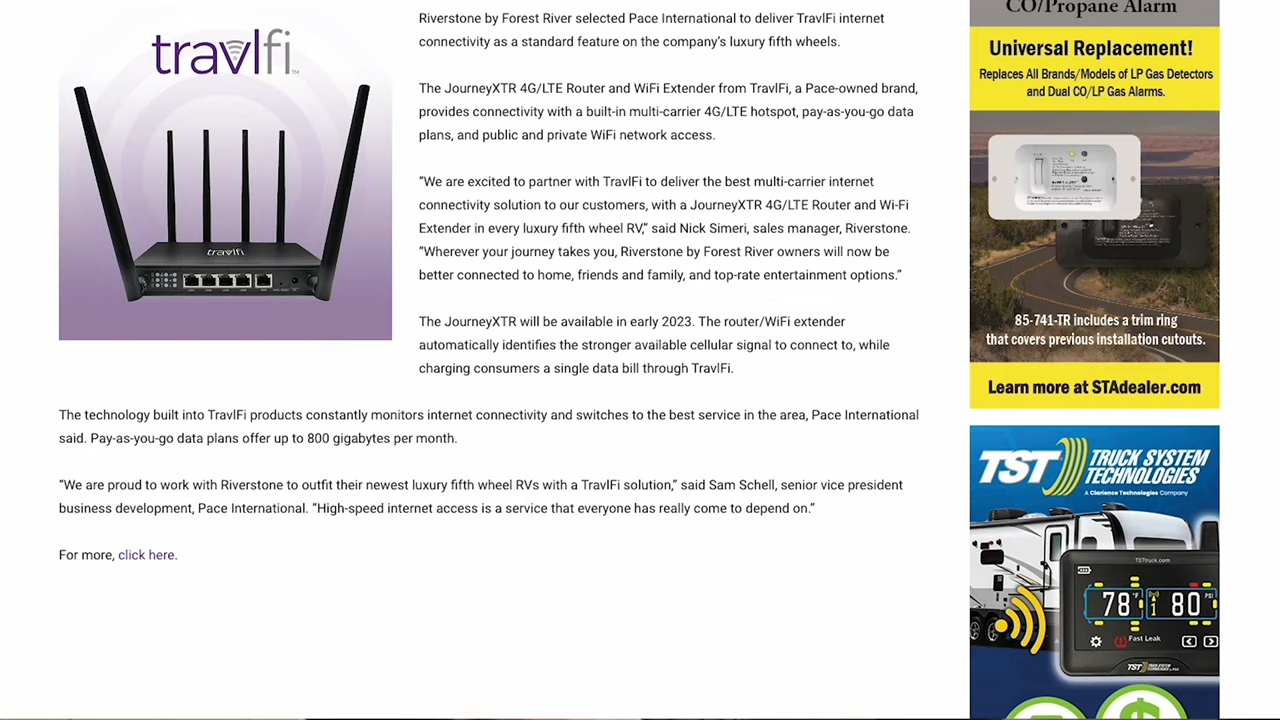 travlfi
TM
travlfi
Riverstone by Forest River selected Pace International to deliver TravlFi internet
connectivity as a standard feature on the company’s luxury fifth wheels.
The JourneyXTR 4G/LTE Router and WiFi Extender from TravlFi, a Pace-owned brand,
provides connectivity with a built-in multi-carrier 4G/LTE hotspot, pay-as-you-go data
plans, and public and private WiFi network access.
“We are excited to partner with TravlFi to deliver the best multi-carrier internet
connectivity solution to our customers, with a JourneyXTR 4G/LTE Router and Wi-Fi
Extender in every luxury fifth wheel RV,” said Nick Simeri, sales manager, Riverstone.
“Wherever your journey takes you, Riverstone by Forest River owners will now be
better connected to home, friends and family, and top-rate entertainment options.”
The JourneyXTR will be available in early 2023. The router/WiFi extender
automatically identifies the stronger available cellular signal to connect to, while
charging consumers a single data bill through TravlFi.
The technology built into TravlFi products constantly monitors internet connectivity and switches to the best service in the area, Pace International
said. Pay-as-you-go data plans offer up to 800 gigabytes per month.
“We are proud to work with Riverstone to outfit their newest luxury fifth wheel RVs with a TravlFi solution,” said Sam Schell, senior vice president
business development, Pace International. “High-speed internet access is a service that everyone has really come to depend on.”
For more, click here.
CO/Propane Alarm
Universal Replacement!
Replaces All Brands/Models of LP Gas Detectors
and Dual CO/LP Gas Alarms.
85-741-TR includes a trim ring
that covers previous installation cutouts.
Learn more at STAdealer.com
TST TRUCK SYSTEM
TECHNOLOGIES
A Clarience Technologies Company
TSTtruck.com
78 °F 1 80 PSI
Fast Leak
TST TRUCK SYSTEM
TECHNOLOGIES
$